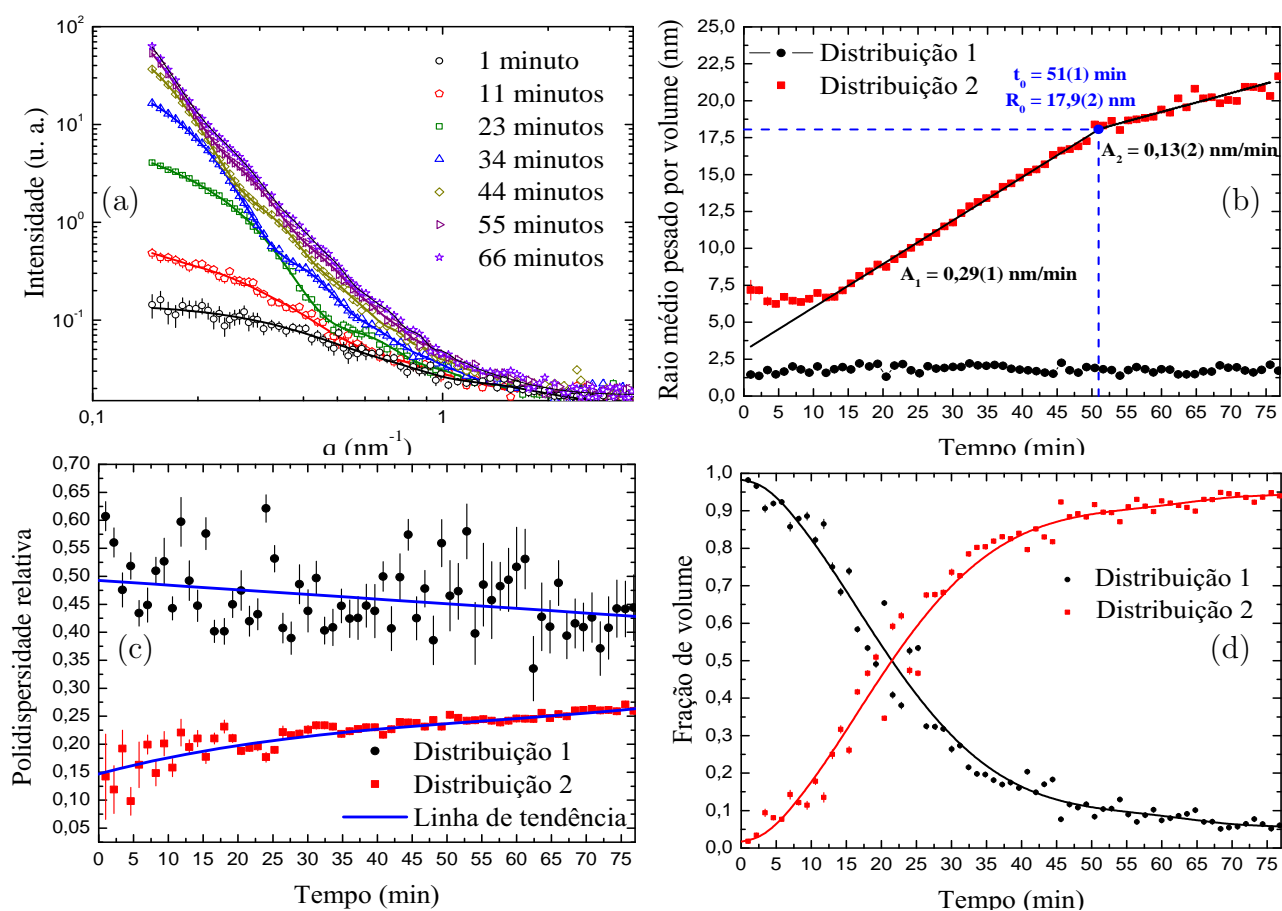 (a)
Intensidade (u. a.)
10²
10¹
10⁰
10⁻¹
0,1
1
q (nm⁻¹)
1 minuto
11 minutos
23 minutos
34 minutos
44 minutos
55 minutos
66 minutos
(b)
Raio médio pesado por volume (nm)
25,0
22,5
20,0
17,5
15,0
12,5
10,0
7,5
5,0
2,5
0,0
Distribuição 1
Distribuição 2
t₀ = 51(1) min
R₀ = 17,9(2) nm
A₂ = 0,13(2) nm/min
A₁ = 0,29(1) nm/min
0 5 10 15 20 25 30 35 40 45 50 55 60 65 70 75
Tempo (min)
(c)
Polidispersidade relativa
0,70
0,65
0,60
0,55
0,50
0,45
0,40
0,35
0,30
0,25
0,20
0,15
0,10
0,05
Distribuição 1
Distribuição 2
Linha de tendência
0 5 10 15 20 25 30 35 40 45 50 55 60 65 70 75
Tempo (min)
(d)
Fração de volume
1,0
0,9
0,8
0,7
0,6
0,5
0,4
0,3
0,2
0,1
0,0
Distribuição 1
Distribuição 2
0 5 10 15 20 25 30 35 40 45 50 55 60 65 70 75
Tempo (min)